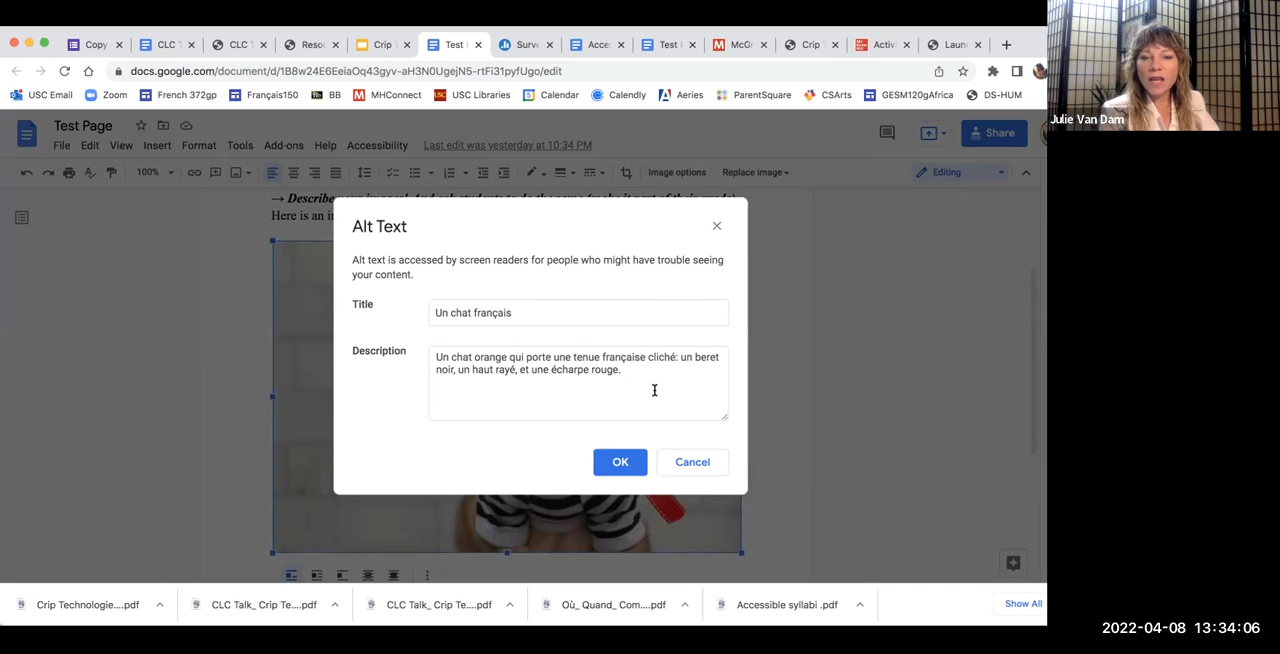 Copy
CLC T
CLC T
Resou
Crip T
Test P
Surve
Acce
Test P
McG
Crip T
Activ
Laun
docs.google.com/document/d/1B8w24E6EeiaOq43gyv-aH3N0UgeN5-rtFi31pyfUgo/edit
USC Email
Zoom
French 372gp
Français150
BB
MHConnect
USC Libraries
Calendar
Calendly
Aeries
ParentSquare
CSArts
GESM120gAfrica
DS-HUM
Test Page
File Edit View Insert Format Tools Add-ons Help Accessibility Last edit was yesterday at 10:34 PM
Share
100%
Image options
Replace image
Editing
Here is an
Alt Text
Alt text is accessed by screen readers for people who might have trouble seeing
your content.
Title
Un chat français
Description
Un chat orange qui porte une tenue française cliché: un beret
noir, un haut rayé, et une écharpe rouge.
OK
Cancel
Crip Technologie....pdf
CLC Talk_ Crip Te....pdf
CLC Talk_ Crip Te....pdf
Où_ Quand_ Com....pdf
Accessible syllabi .pdf
Show All
Julie Van Dam
2022-04-08 13:34:06